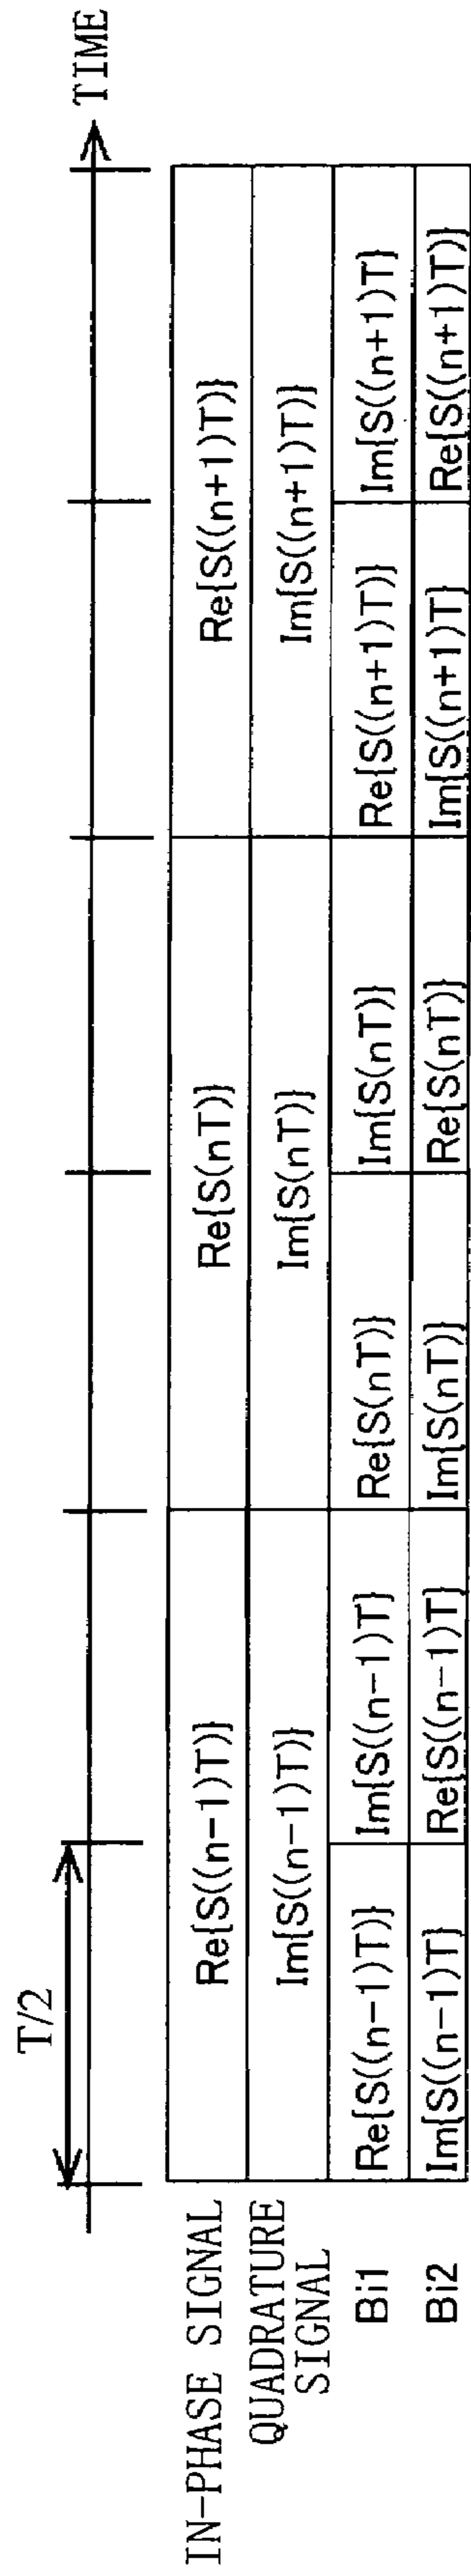 T/2
TIME
IN-PHASE SIGNAL
Re{S((n-1)T)}
Re{S(nT)}
Re{S((n+1)T)}
QUADRATURE
SIGNAL
Im{S((n-1)T)}
Im{S(nT)}
Im{S((n+1)T)}
Bi1
Re{S((n-1)T)}
Im{S((n-1)T}
Re{S(nT)}
Im{S(nT)}
Re{S((n+1)T)}
Im{S((n+1)T}
Bi2
Im{S((n-1)T}
Re{S((n-1)T}
Im{S(nT)}
Re{S(nT)}
Im{S((n+1)T}
Re{S((n+1)T)}